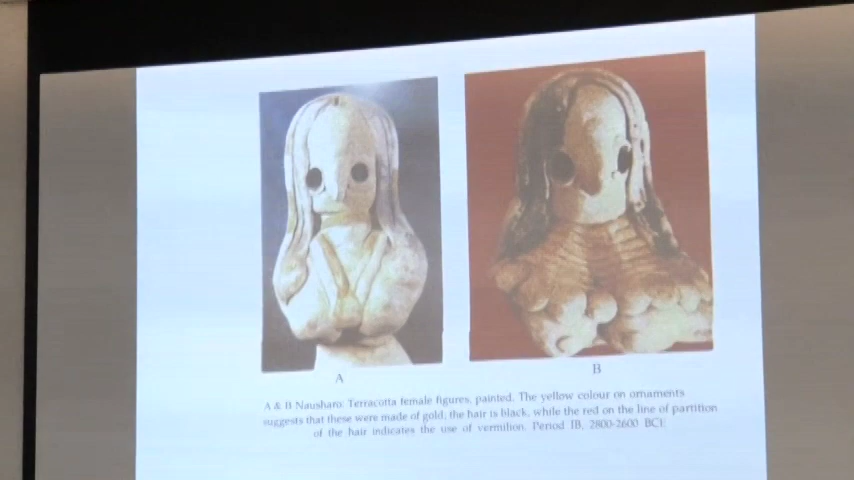 A
B
A & B Nausharo: Terracotta female figures, painted. The yellow colour on ornaments
suggests that these were made of gold; the hair is black, while the red on the line of partition
of the hair indicates the use of vermilion. Period IB, 2800-2600 BCE